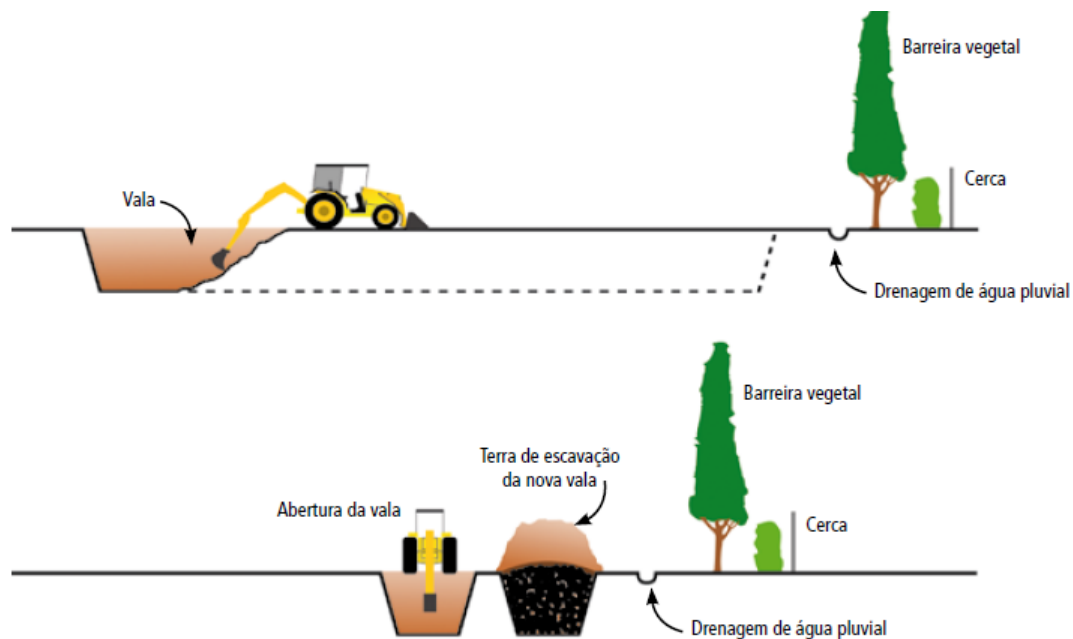 Barreira vegetal
Vala
Cerca
Drenagem de água pluvial
Barreira vegetal
Terra de escavação
da nova vala
Abertura da vala
Cerca
Drenagem de água pluvial